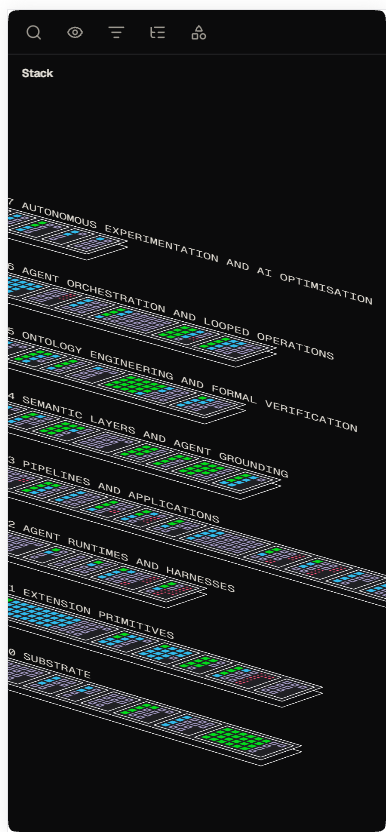 Stack
7 AUTONOMOUS EXPERIMENTATION AND AI OPTIMISATION
6 AGENT ORCHESTRATION AND LOOPED OPERATIONS
5 ONTOLOGY ENGINEERING AND FORMAL VERIFICATION
4 SEMANTIC LAYERS AND AGENT GROUNDING
3 PIPELINES AND APPLICATIONS
2 AGENT RUNTIMES AND HARNESSES
1 EXTENSION PRIMITIVES
0 SUBSTRATE